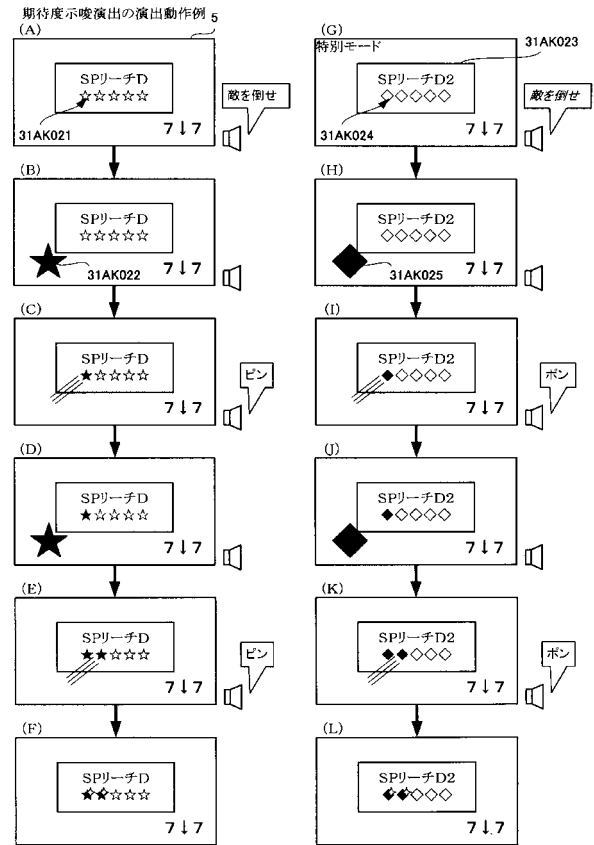 期待度示唆演出の演出動作例
5
(A)
SPリーチD
☆☆☆☆☆
31AK021
7↓7
敵を倒せ
(B)
SPリーチD
☆☆☆☆☆
★
31AK022
7↓7
(C)
SPリーチD
★☆☆☆☆
7↓7
ピン
(D)
SPリーチD
★☆☆☆☆
★
7↓7
(E)
SPリーチD
★★☆☆☆
7↓7
ピン
(F)
SPリーチD
★★☆☆☆
7↓7
(G)
特別モード
31AK023
SPリーチD2
◇◇◇◇◇
31AK024
7↓7
敵を倒せ
(H)
SPリーチD2
◇◇◇◇◇
◆
31AK025
7↓7
(I)
SPリーチD2
◆◇◇◇◇
7↓7
ポン
(J)
SPリーチD2
◆◇◇◇◇
◆
7↓7
(K)
SPリーチD2
◆◆◇◇◇
7↓7
ポン
(L)
SPリーチD2
◆◆◇◇◇
7↓7